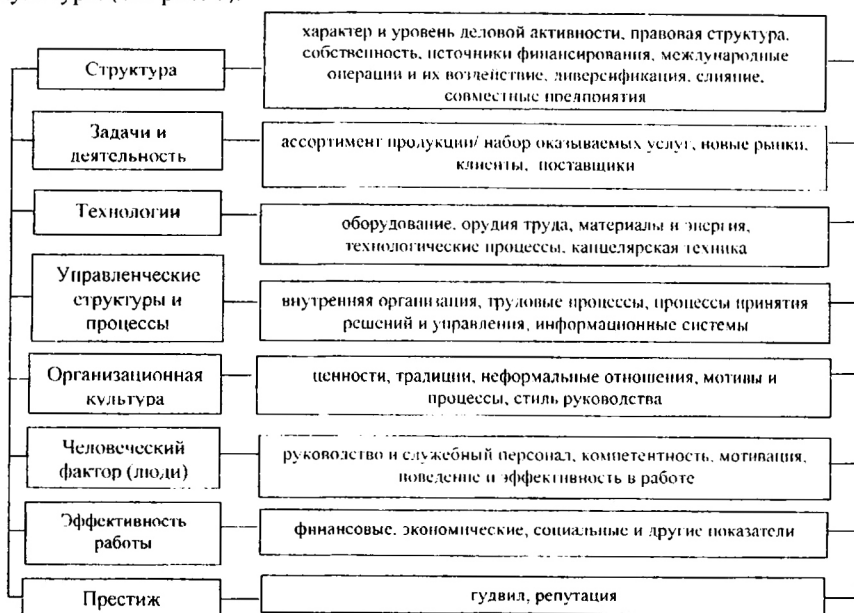 Структура
характер и уровень деловой активности, правовая структура,
собственность, источники финансирования, международные
операции и их воздействие, диверсификация, слияние,
совместные предприятия
Задачи и
деятельность
ассортимент продукции/ набор оказываемых услуг, новые рынки,
клиенты, поставщики
Технологии
оборудование, орудия труда, материалы и энергия,
технологические процессы, канцелярская техника
Управленческие
структуры и
процессы
внутренняя организация, трудовые процессы, процессы принятия
решений и управления, информационные системы
Организационная
культура
ценности, традиции, неформальные отношения, мотивы и
процессы, стиль руководства
Человеческий
фактор (люди)
руководство и служебный персонал, компетентность, мотивация,
поведение и эффективность в работе
Эффективность
работы
финансовые, экономические, социальные и другие показатели
Престиж
гудвил, репутация